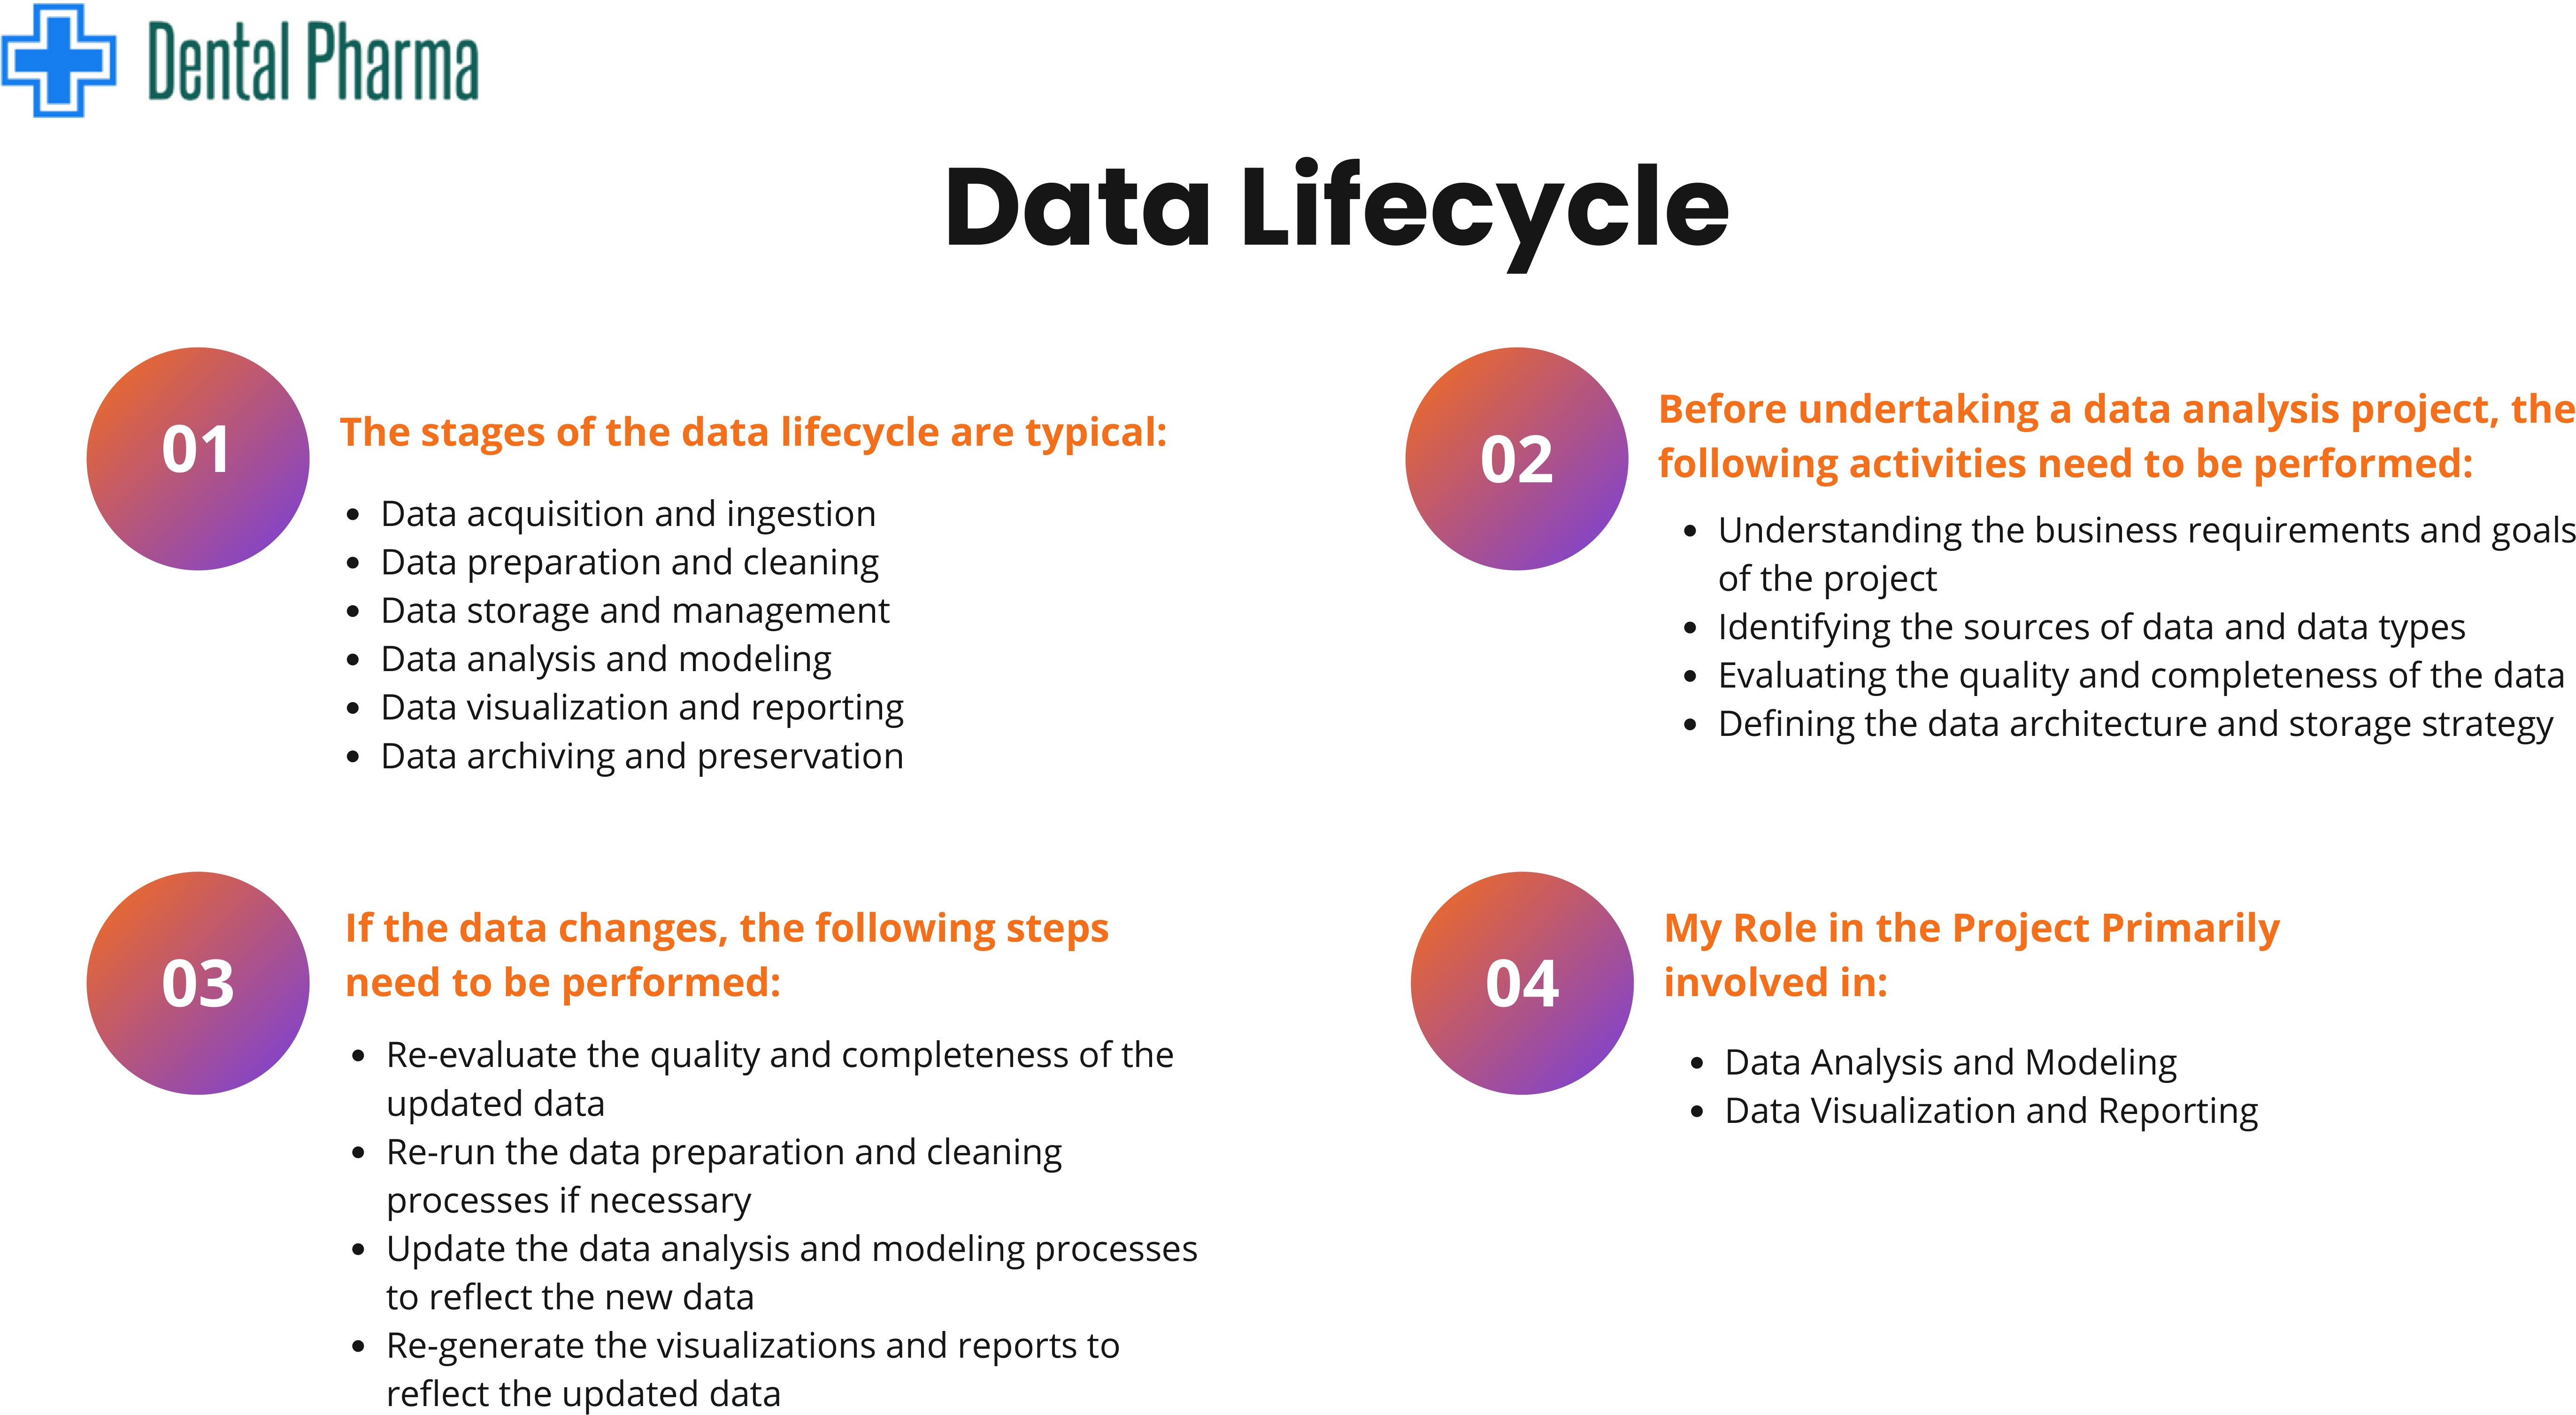 Dental Pharma
Data Lifecycle
01
The stages of the data lifecycle are typical:
• Data acquisition and ingestion
• Data preparation and cleaning
• Data storage and management
• Data analysis and modeling
• Data visualization and reporting
• Data archiving and preservation
02
Before undertaking a data analysis project, the
following activities need to be performed:
• Understanding the business requirements and goals
of the project
• Identifying the sources of data and data types
• Evaluating the quality and completeness of the data
• Defining the data architecture and storage strategy
03
If the data changes, the following steps
need to be performed:
• Re-evaluate the quality and completeness of the
updated data
• Re-run the data preparation and cleaning
processes if necessary
• Update the data analysis and modeling processes
to reflect the new data
• Re-generate the visualizations and reports to
reflect the updated data
04
My Role in the Project Primarily
involved in:
• Data Analysis and Modeling
• Data Visualization and Reporting